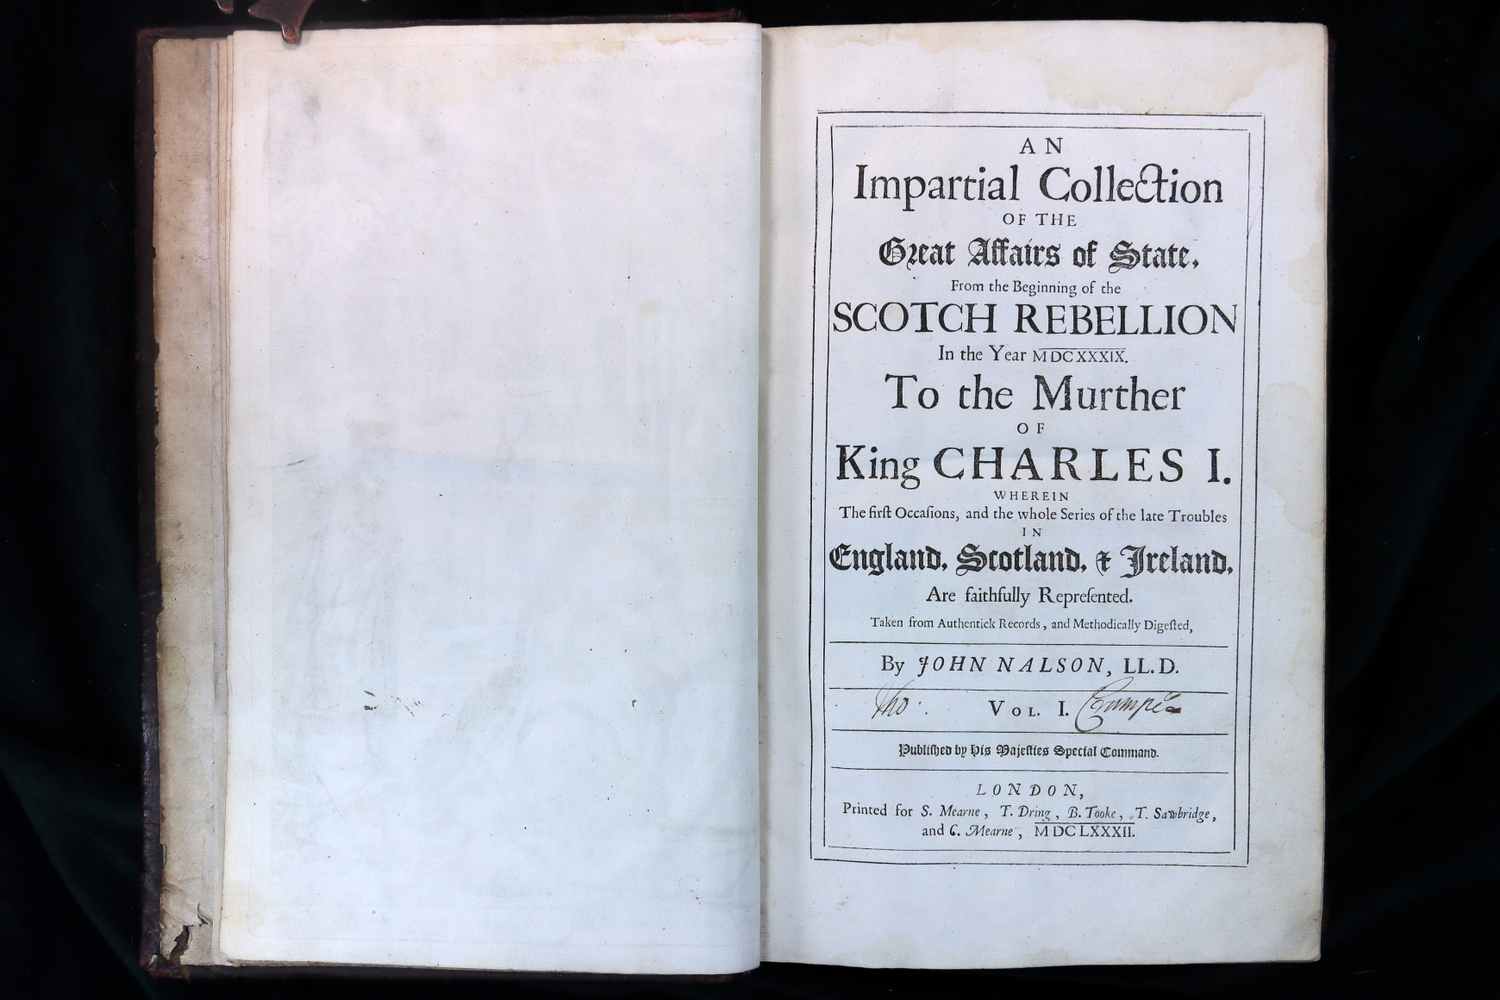 AN
Impartial Collection
OF THE
Great Affairs of State,
From the Beginning of the
SCOTCH REBELLION
In the Year MDCXXXIX.
To the Murther
OF
King CHARLES I.
WHEREIN
The firſt Occaſions, and the whole Series of the late Troubles
IN
England, Scotland, & Ireland,
Are faithfully Repreſented.
Taken from Authentick Records, and Methodically Digeſted,
By JOHN NALSON, LL.D.
Tho: VOL. I.
Publiſhed by His Majeſties Special Command.
LONDON,
Printed for S. Mearne, T. Dring, B. Tooke, T. Sawbridge,
and C. Mearne, MDCLXXXII.